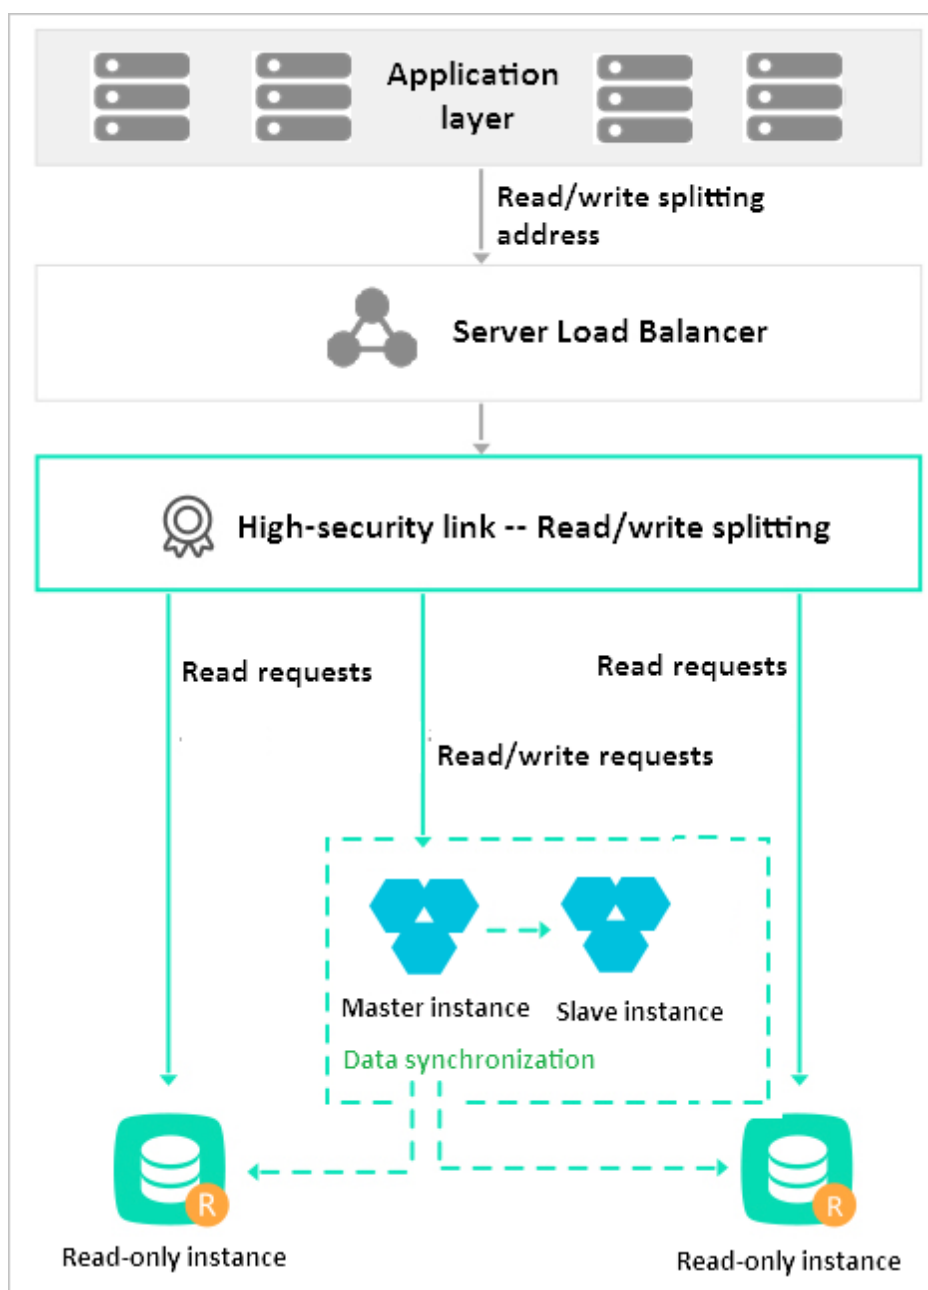 Application
layer
Read/write splitting
address
Server Load Balancer
High-security link -- Read/write splitting
Read requests
Read requests
Read/write requests
Master instance
Slave instance
Data synchronization
R
R
Read-only instance
Read-only instance